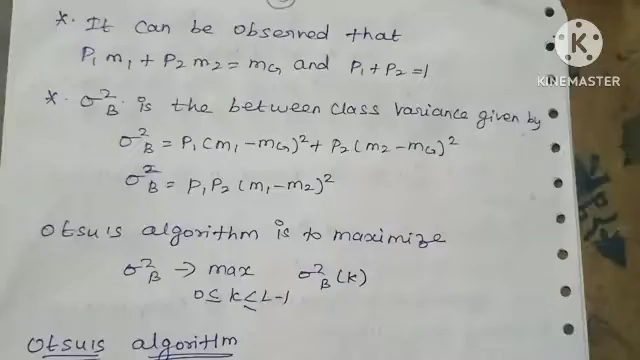 *. It can be observed that
P₁ m₁ + P₂ m₂ = mG and P₁ + P₂ = 1
*. σ²B. is the between class variance given by
σ²B = P₁ (m₁ - mG)² + P₂ (m₂ - mG)²
σ²B = P₁ P₂ (m₁ - m₂)²
Otsuis algorithm is to maximize
σ²B → max σ²B (k)
0 ≤ k ≤ L-1
Otsuis algorithm
K
KINEMASTER